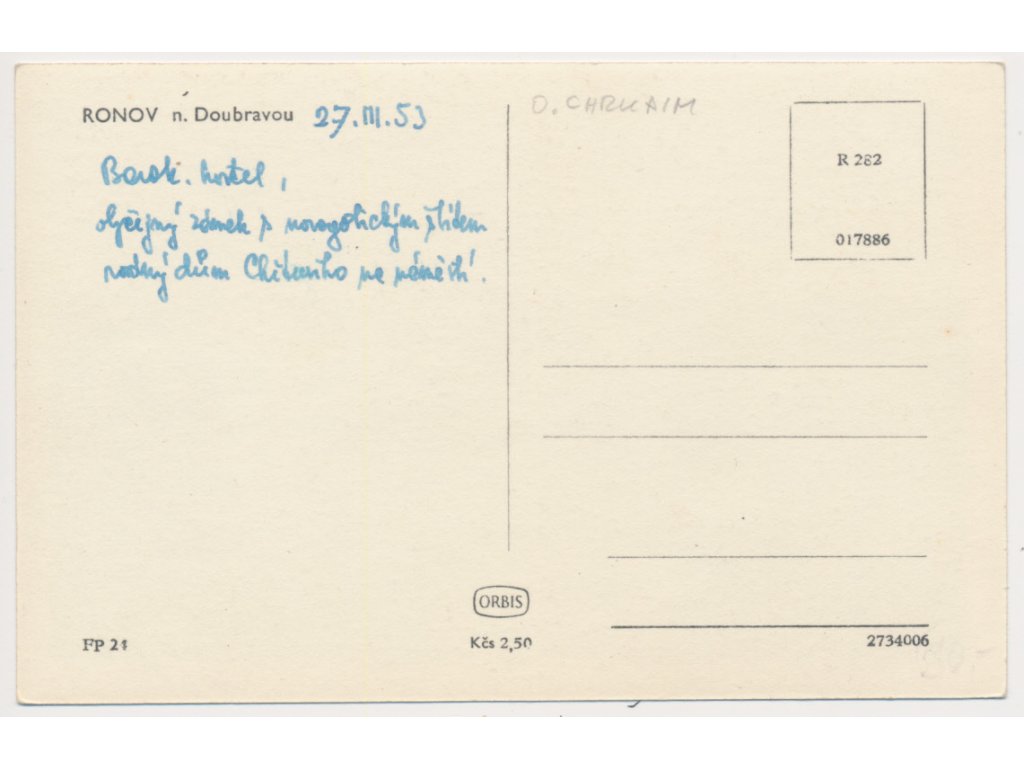 RONOV n. Doubravou 27.III.53
Barok. kostel,
obyčejný zámek s novogotickým štítem
rodný dům Chitussiho na náměstí.
O. CHRUAIM
R 282
017886
ORBIS
FP 21
Kčs 2,50
2734006